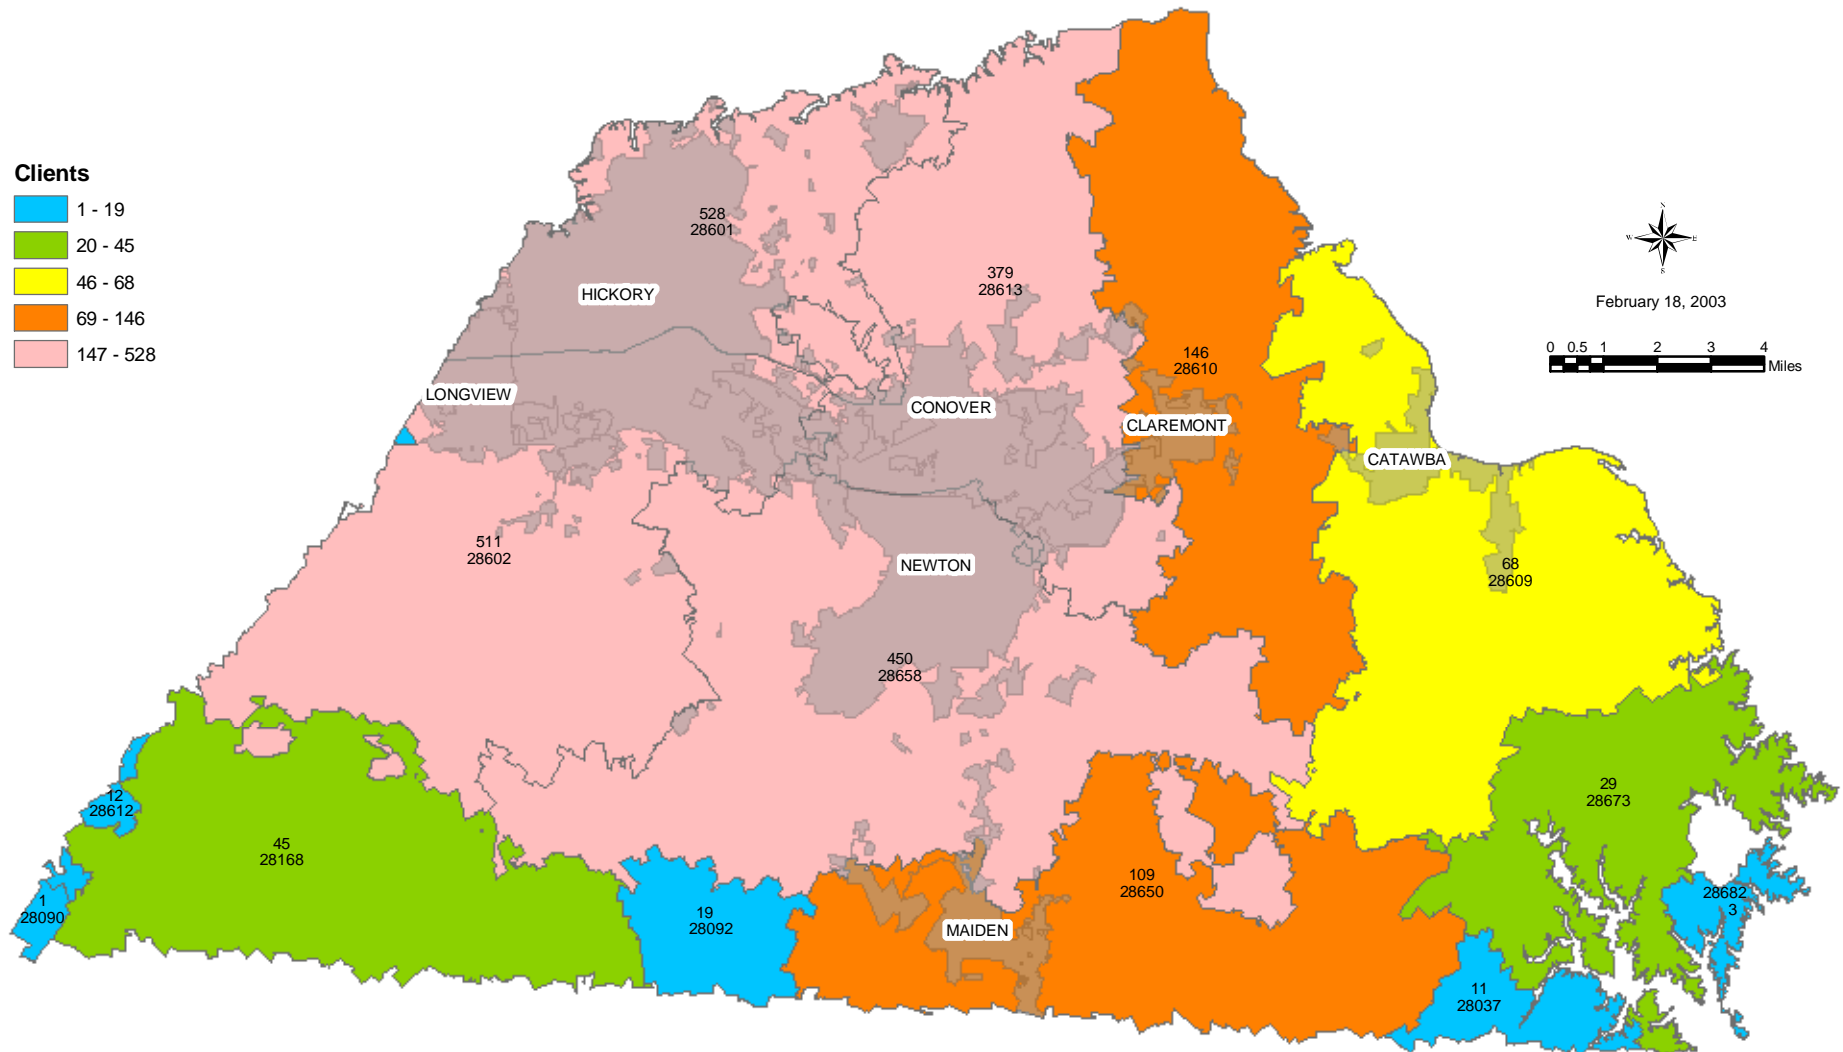 Clients
1 - 19
20 - 45
46 - 68
69 - 146
147 - 528
N
W
E
S
February 18, 2003
0 0.5 1 2 3 4
Miles
528
28601
HICKORY
379
28613
146
28610
LONGVIEW
CONOVER
CLAREMONT
CATAWBA
511
28602
NEWTON
68
28609
450
28658
12
28612
45
28168
29
28673
1
28090
19
28092
109
28650
28682
3
MAIDEN
11
28037